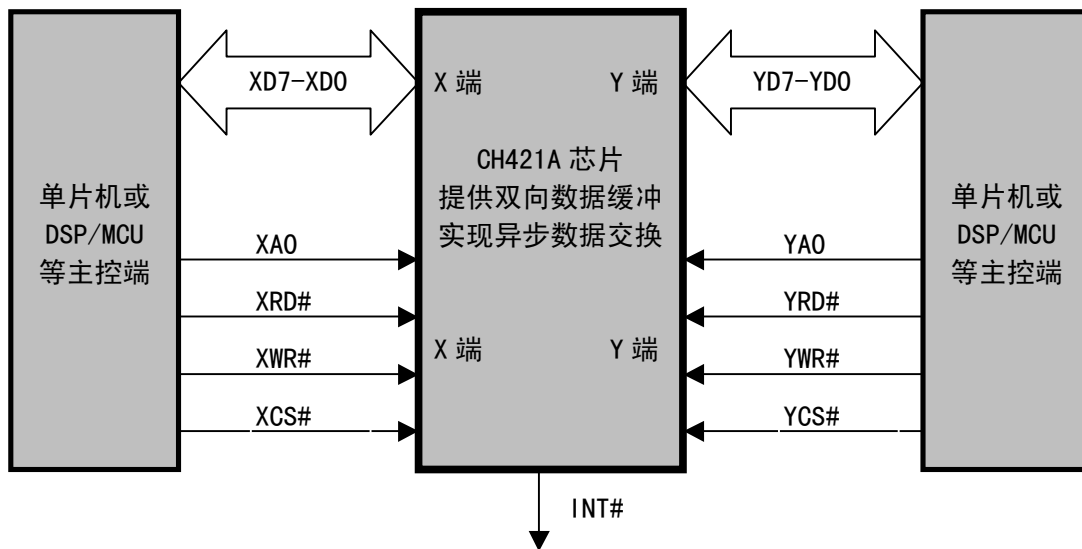 XD7-XD0
X 端
Y 端
YD7-YD0
CH421A 芯片
提供双向数据缓冲
实现异步数据交换
单片机或
DSP/MCU
等主控端
单片机或
DSP/MCU
等主控端
XA0
YA0
XRD#
YRD#
X 端
Y 端
XWR#
YWR#
XCS#
YCS#
INT#